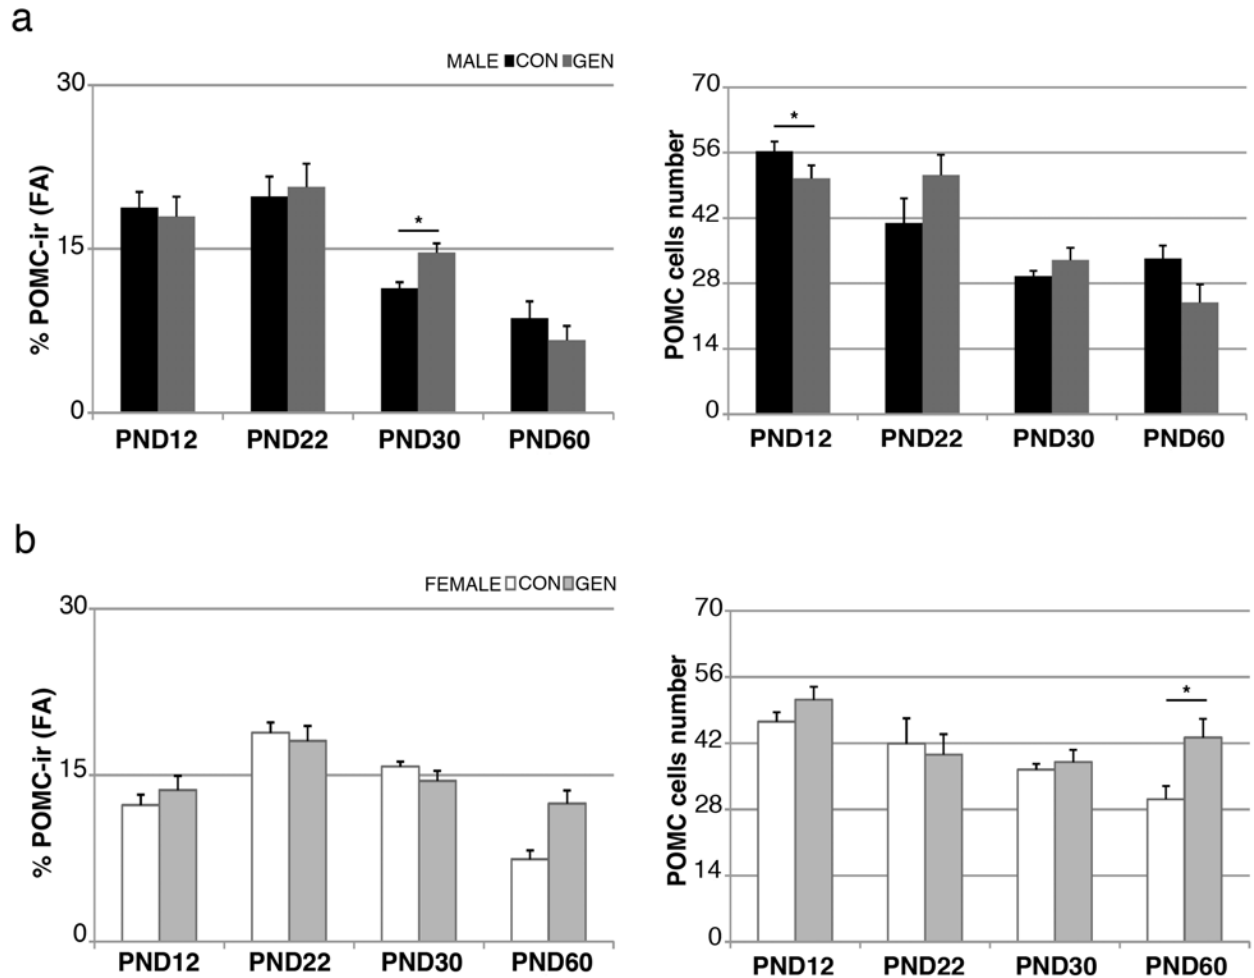 a
MALE CON GEN
% POMC-ir (FA)
30
15
0
*
PND12 PND22 PND30 PND60
POMC cells number
70
56
42
28
14
0
*
PND12 PND22 PND30 PND60
b
FEMALE CON GEN
% POMC-ir (FA)
30
15
0
PND12 PND22 PND30 PND60
POMC cells number
70
56
42
28
14
0
*
PND12 PND22 PND30 PND60